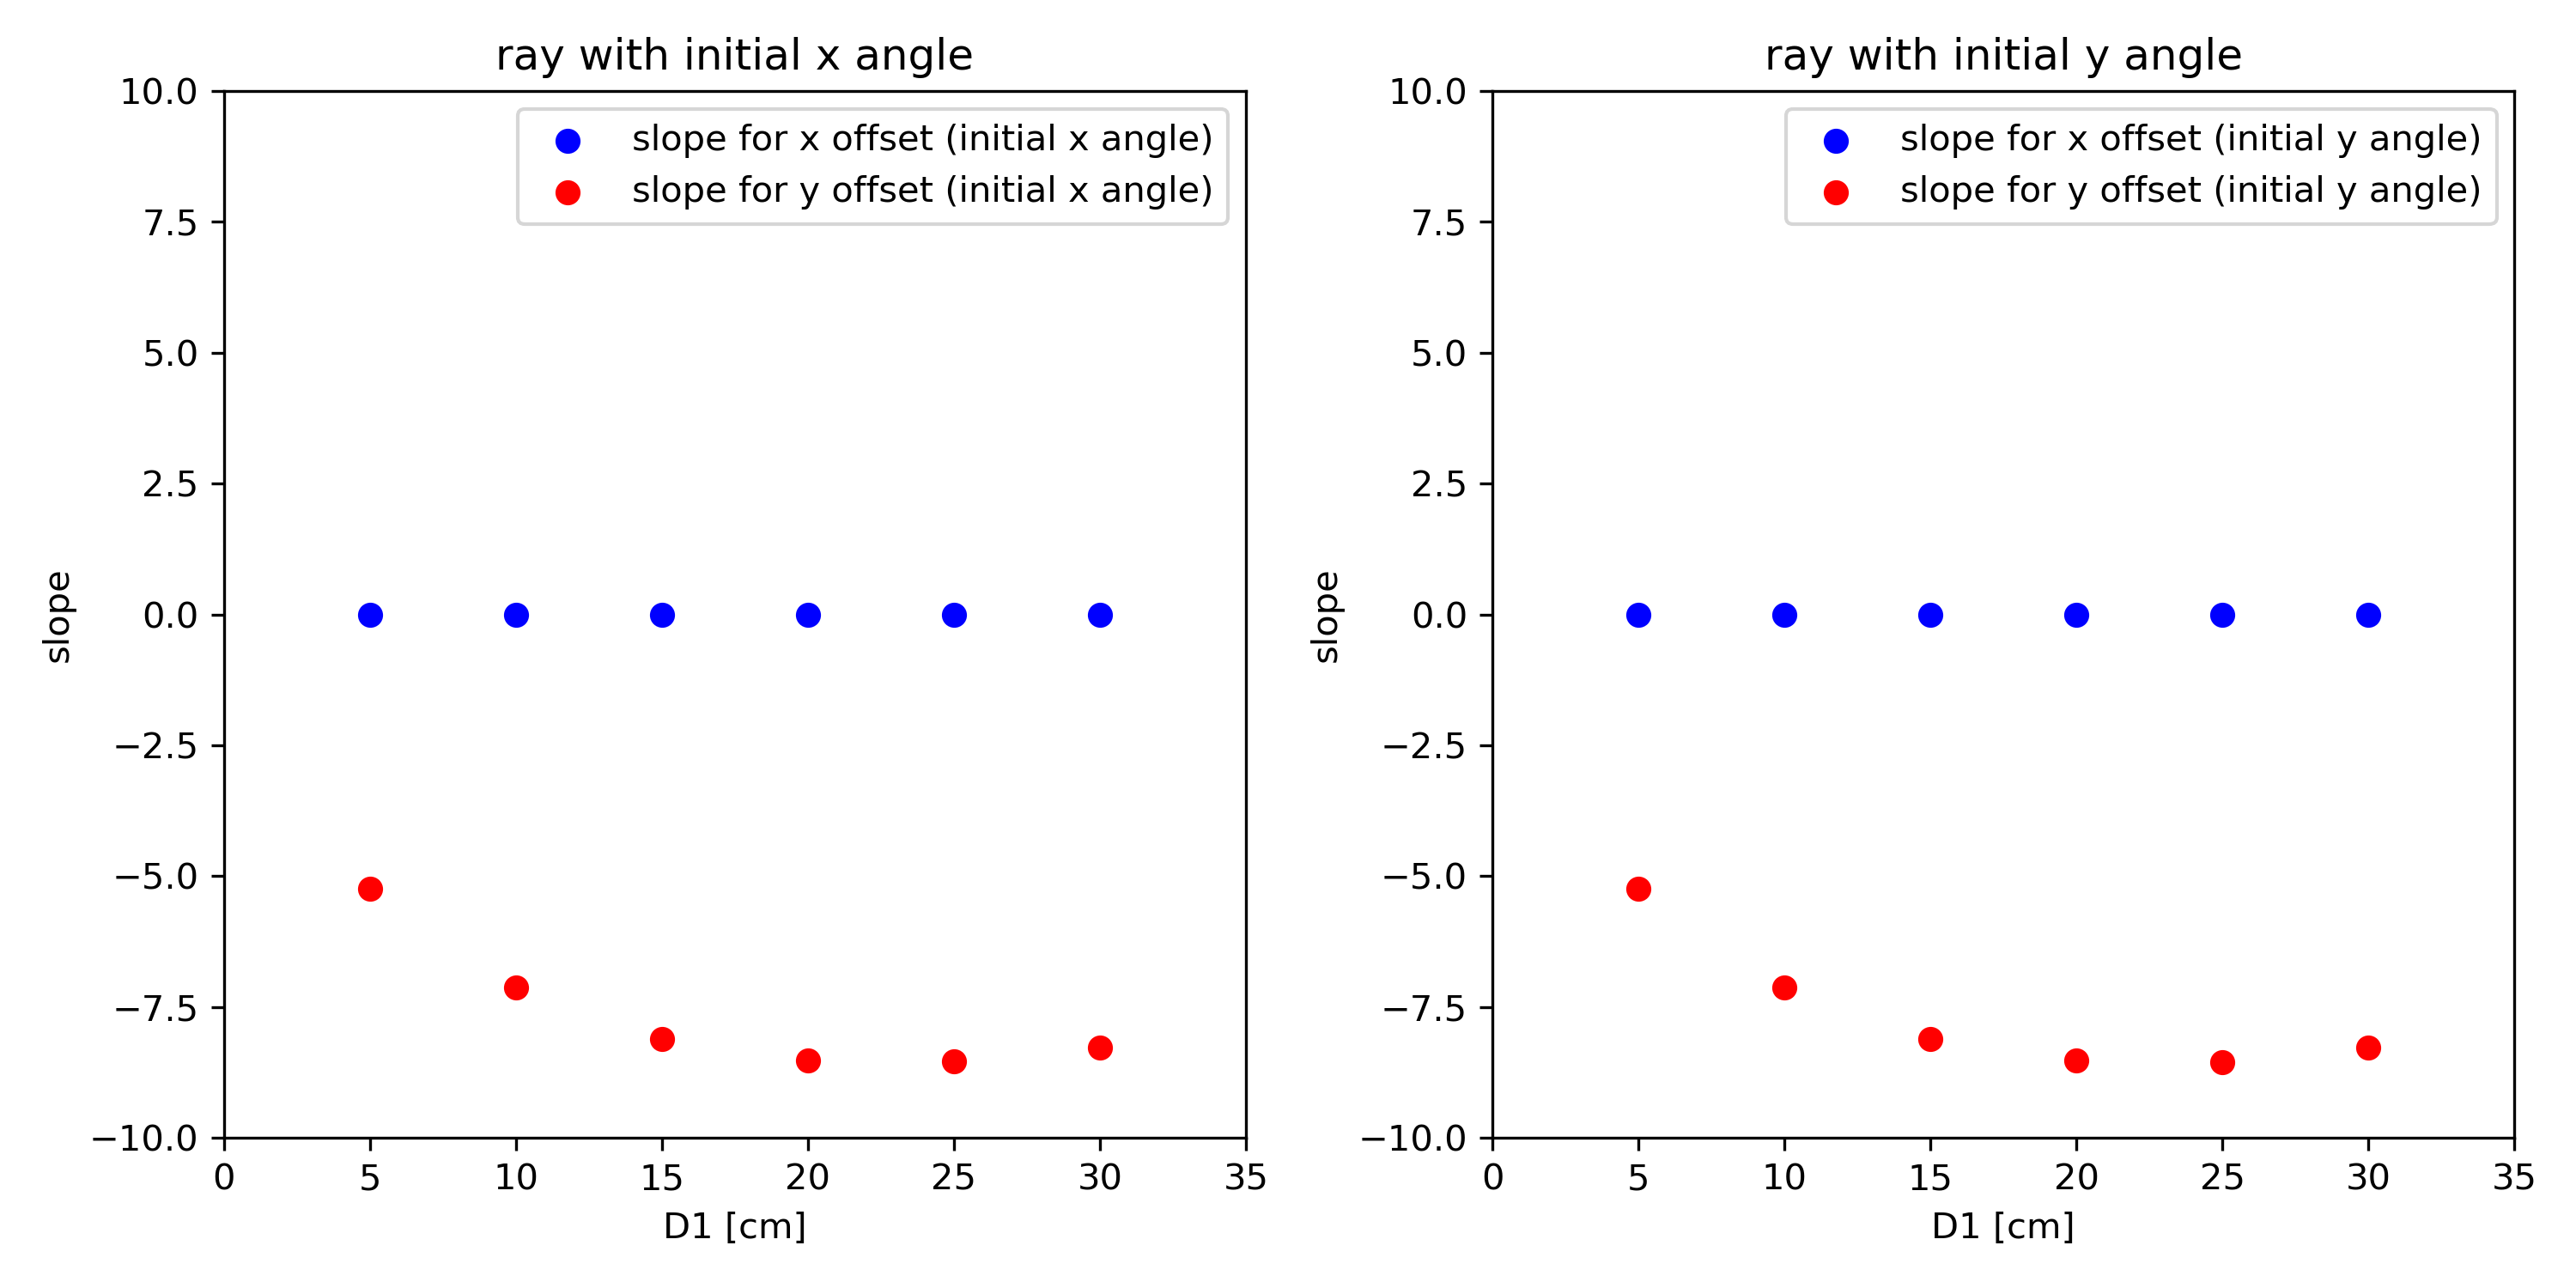 ray with initial x angle
slope for x offset (initial x angle)
slope for y offset (initial x angle)
10.0
7.5
5.0
2.5
0.0
−2.5
−5.0
−7.5
−10.0
slope
0 5 10 15 20 25 30 35
D1 [cm]
ray with initial y angle
slope for x offset (initial y angle)
slope for y offset (initial y angle)
10.0
7.5
5.0
2.5
0.0
−2.5
−5.0
−7.5
−10.0
slope
0 5 10 15 20 25 30 35
D1 [cm]